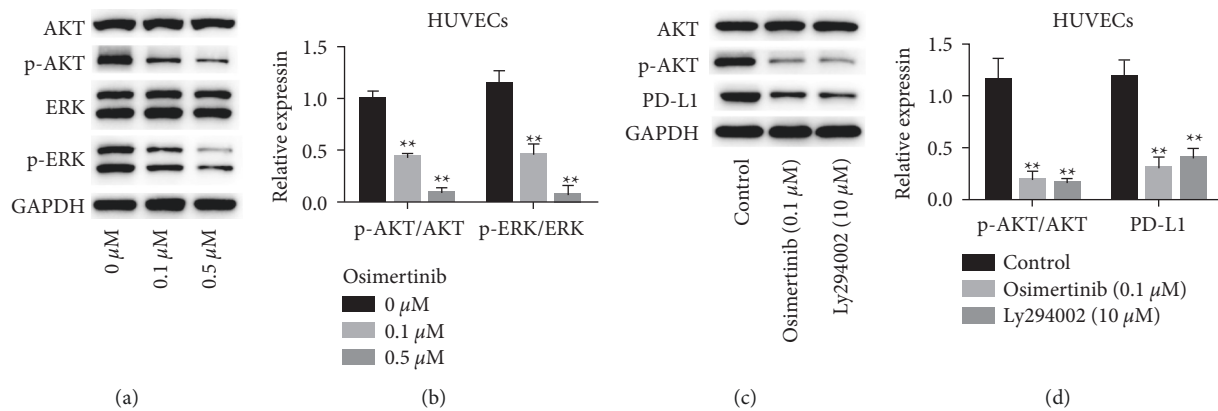 AKT
p-AKT
ERK
p-ERK
GAPDH
0 μM
0.1 μM
0.5 μM
(a)
HUVECs
Relative expressin
1.5
1.0
0.5
0.0
**
**
**
**
p-AKT/AKT p-ERK/ERK
Osimertinib
0 μM
0.1 μM
0.5 μM
(b)
AKT
p-AKT
PD-L1
GAPDH
Control
Osimertinib (0.1 μM)
Ly294002 (10 μM)
(c)
HUVECs
Relative expressin
1.5
1.0
0.5
0.0
**
**
**
**
p-AKT/AKT PD-L1
Control
Osimertinib (0.1 μM)
Ly294002 (10 μM)
(d)